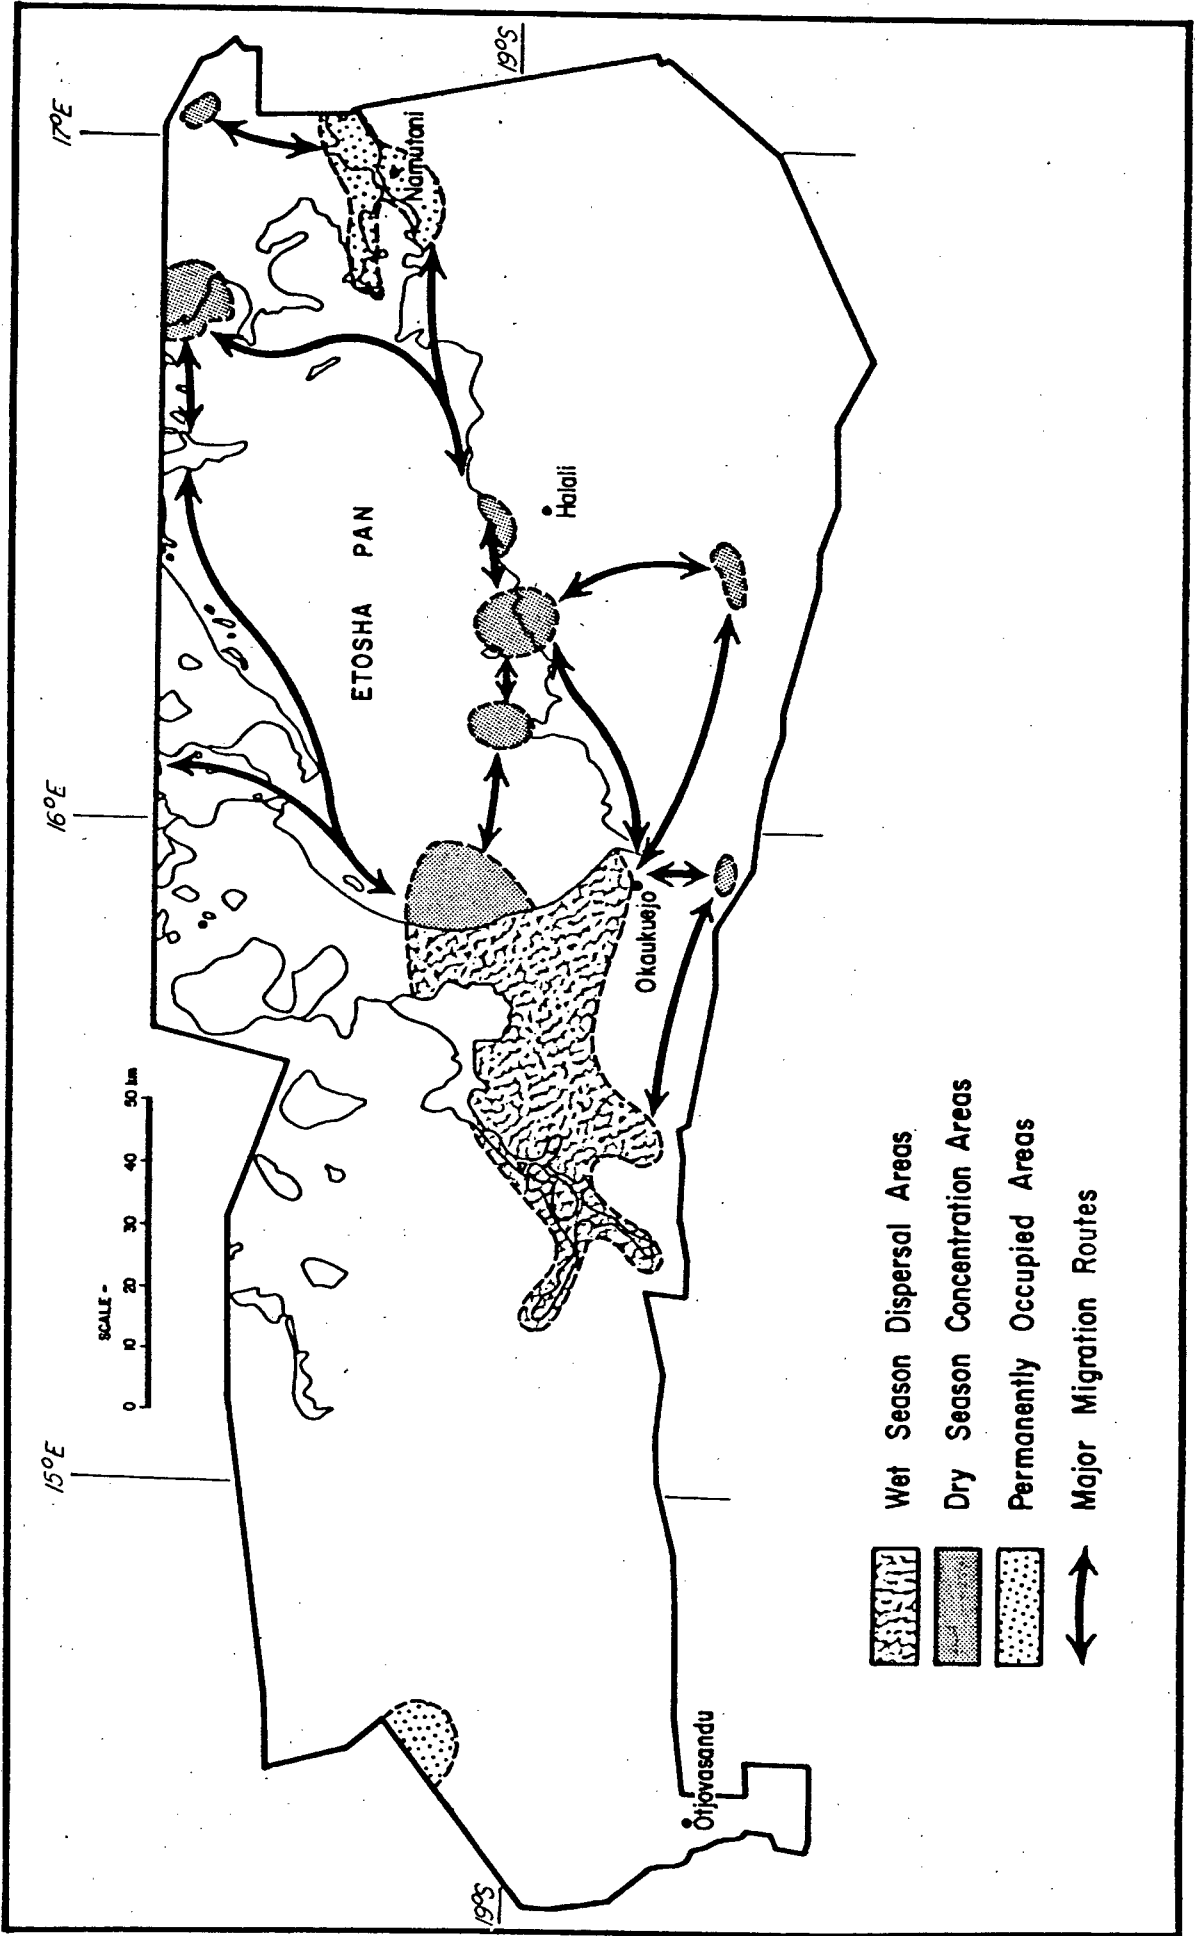 15°E
16°E
17°E
SCALE -
0 10 20 30 40 50 km
ETOSHA PAN
Namutani
19°S
19°S
Halali
Okaukuejo
Otjovasandu
Wet Season Dispersal Areas
Dry Season Concentration Areas
Permanently Occupied Areas
Major Migration Routes